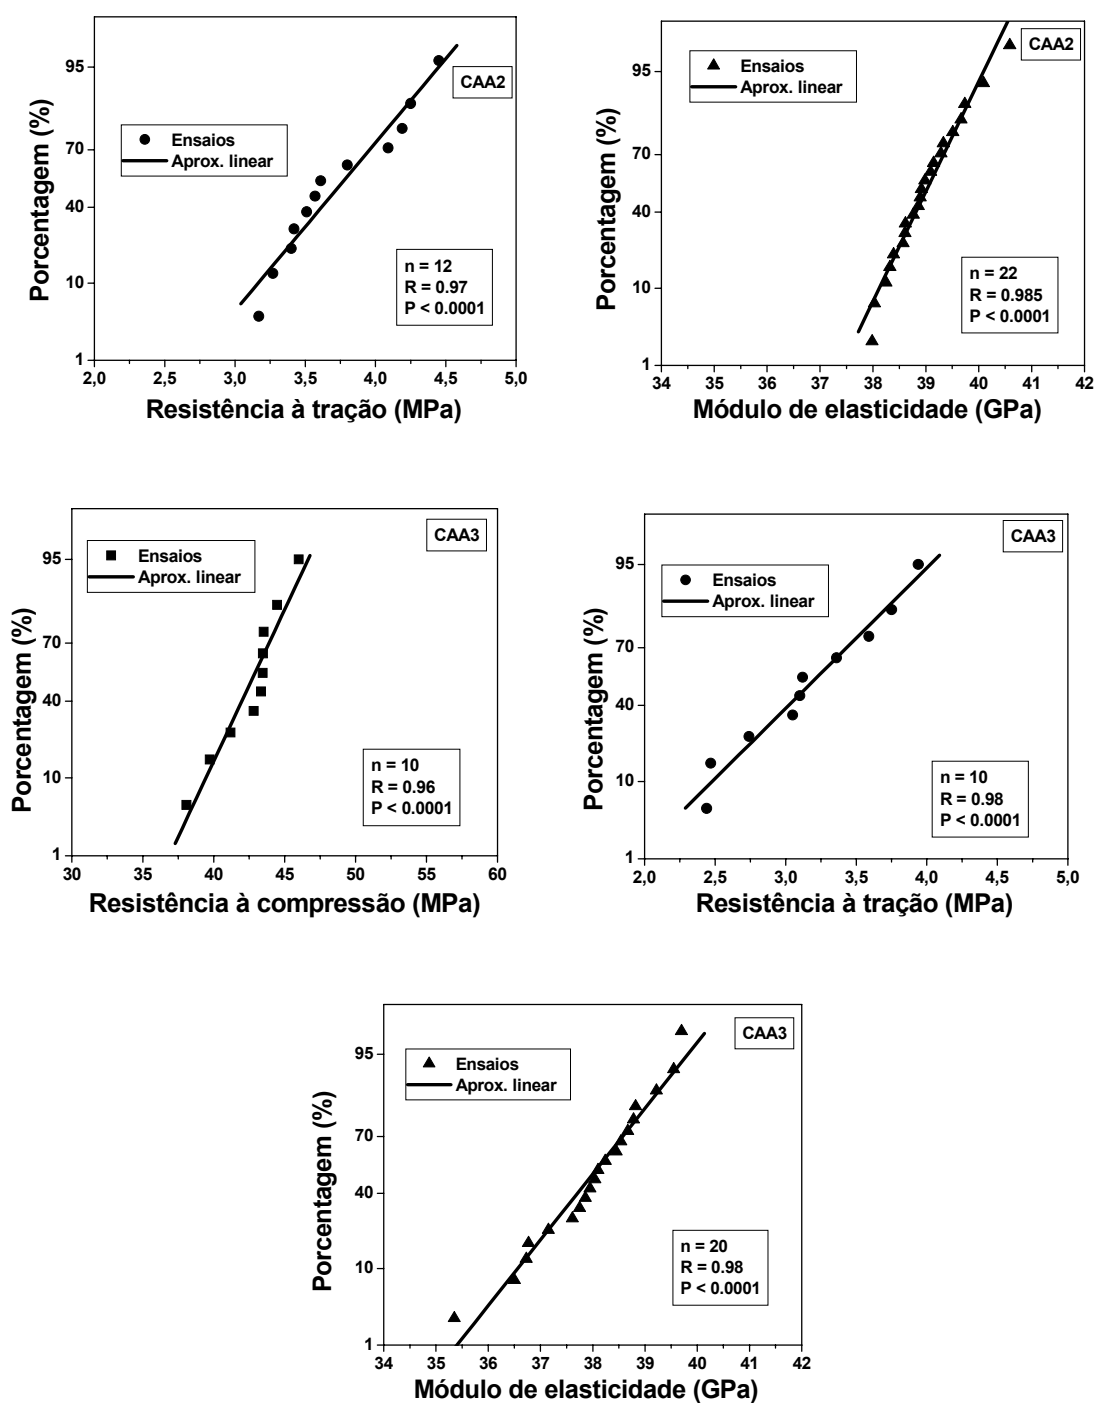 95
70
40
10
1
Porcentagem (%)
CAA2
Ensaios
Aprox. linear
n = 12
R = 0.97
P < 0.0001
2,0 2,5 3,0 3,5 4,0 4,5 5,0
Resistência à tração (MPa)
95
70
40
10
1
Porcentagem (%)
CAA2
Ensaios
Aprox. linear
n = 22
R = 0.985
P < 0.0001
34 35 36 37 38 39 40 41 42
Módulo de elasticidade (GPa)
95
70
40
10
1
Porcentagem (%)
CAA3
Ensaios
Aprox. linear
n = 10
R = 0.96
P < 0.0001
30 35 40 45 50 55 60
Resistência à compressão (MPa)
95
70
40
10
1
Porcentagem (%)
CAA3
Ensaios
Aprox. linear
n = 10
R = 0.98
P < 0.0001
2,0 2,5 3,0 3,5 4,0 4,5 5,0
Resistência à tração (MPa)
95
70
40
10
1
Porcentagem (%)
CAA3
Ensaios
Aprox. linear
n = 20
R = 0.98
P < 0.0001
34 35 36 37 38 39 40 41 42
Módulo de elasticidade (GPa)